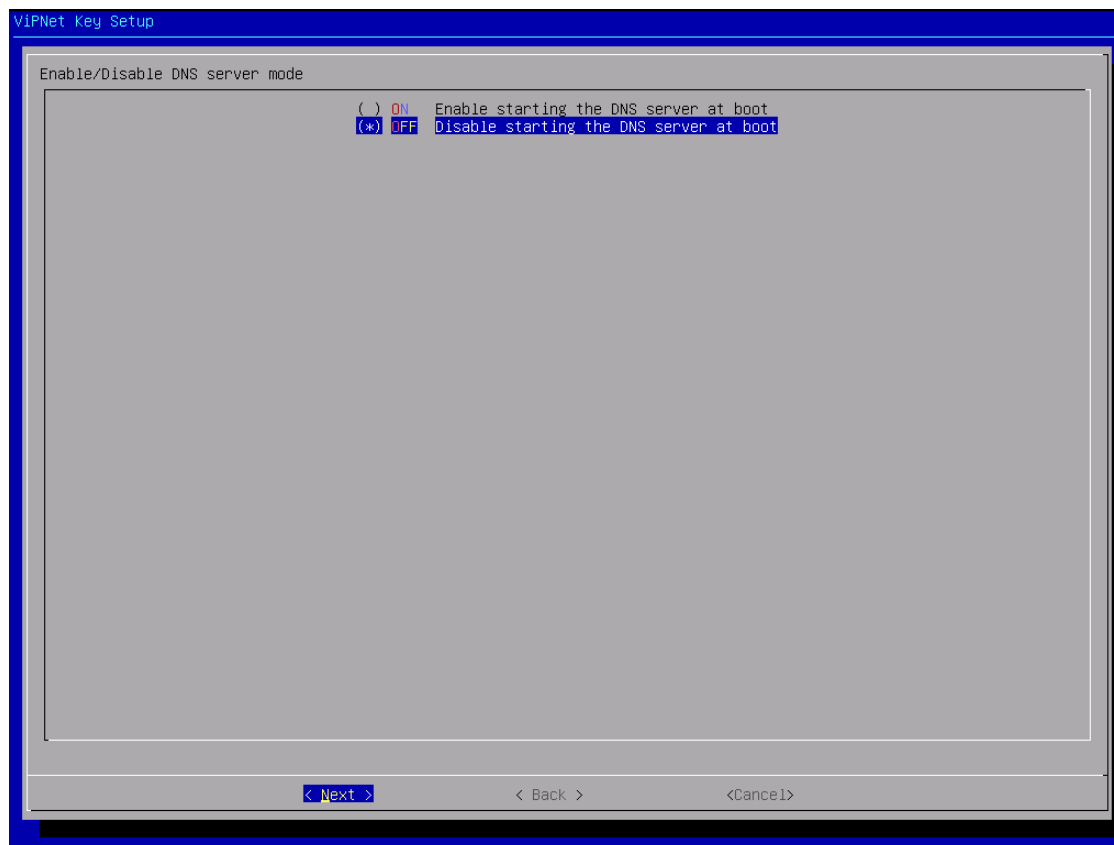 ViPNet Key Setup
Enable/Disable DNS server mode
( ) ON Enable starting the DNS server at boot
(*) OFF Disable starting the DNS server at boot
< Next > < Back > <Cancel>